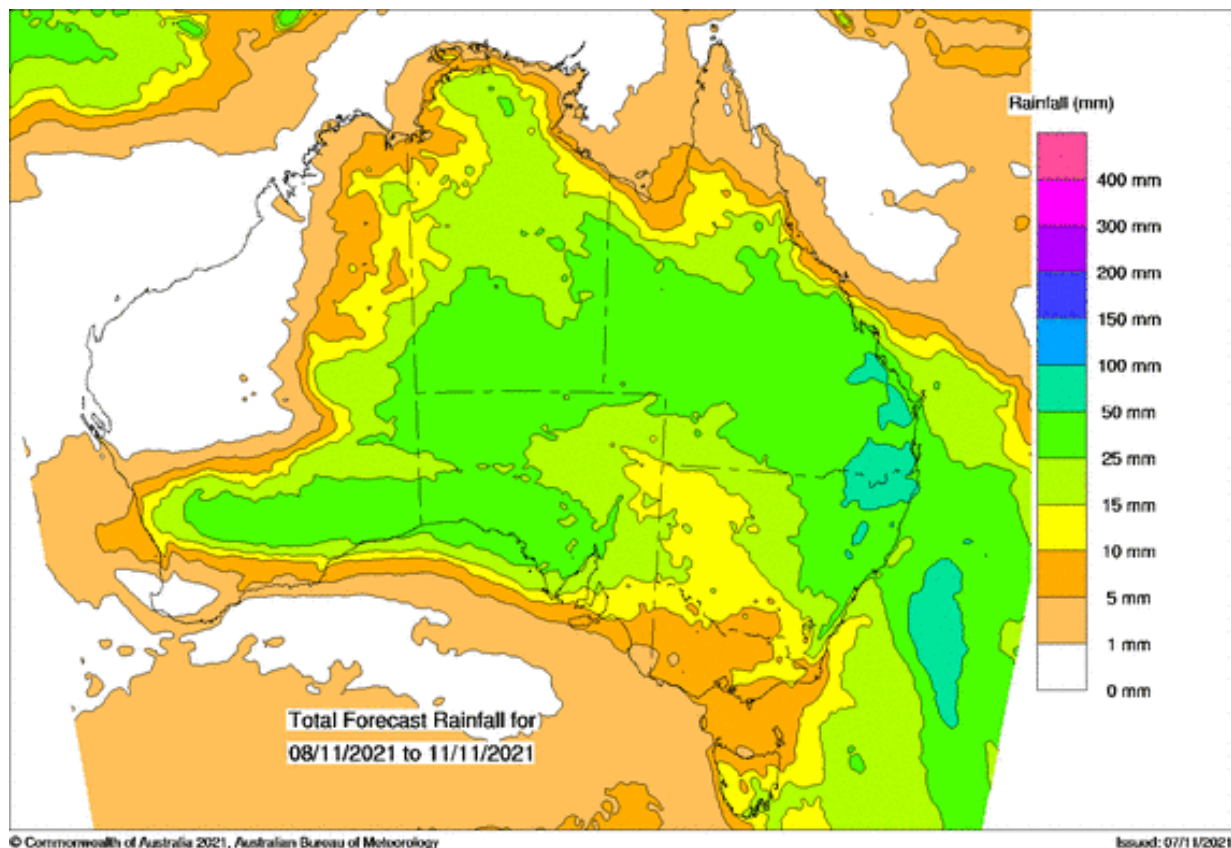 Rainfall (mm)
400 mm
300 mm
200 mm
150 mm
100 mm
50 mm
25 mm
15 mm
10 mm
5 mm
1 mm
0 mm
Total Forecast Rainfall for
08/11/2021 to 11/11/2021
© Commonwealth of Australia 2021, Australian Bureau of Meteorology
Issued: 07/11/2021